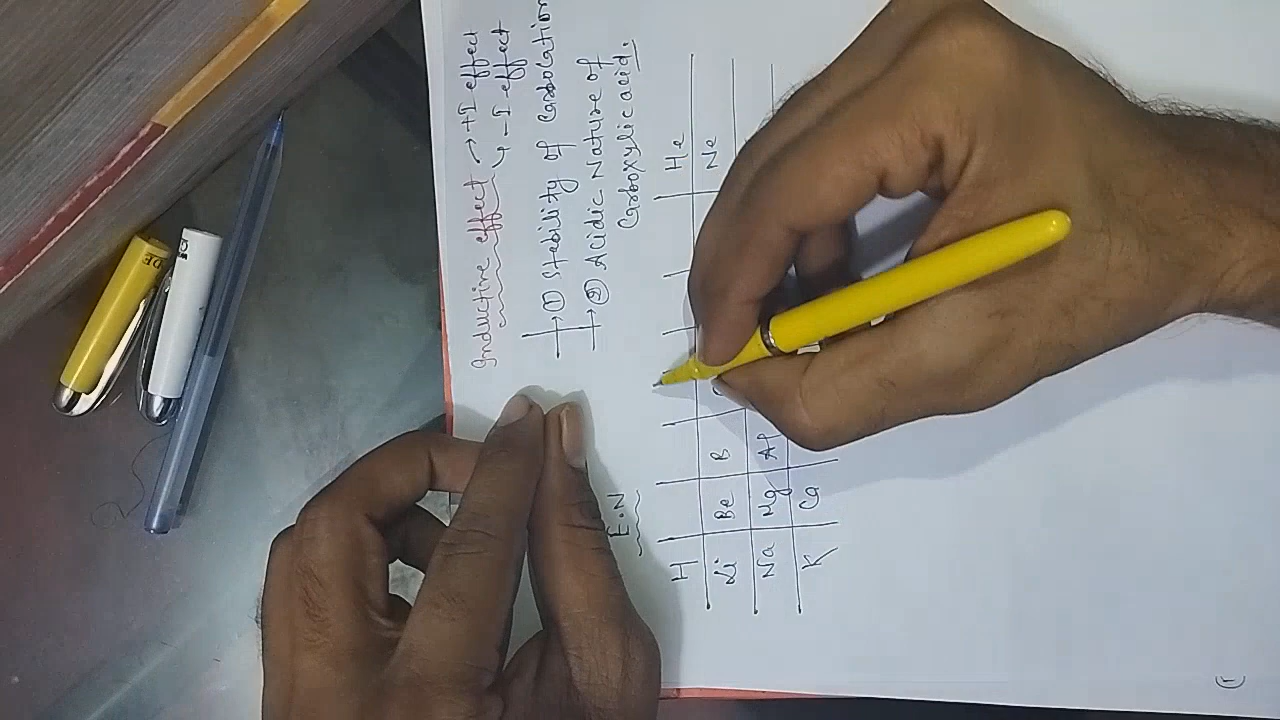 Inductive effect → +I effect
↳ -I effect
→ ① Stability of Carbocation
→ ② Acidic Nature of
Carboxylic acid.
E.N
H He
Li Be B Ne
Na Mg Al
K Ca